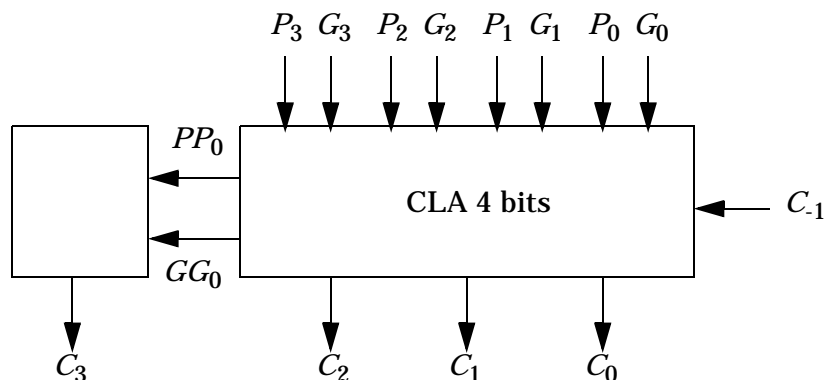 P₃ G₃ P₂ G₂ P₁ G₁ P₀ G₀
PP₀
CLA 4 bits
C₋₁
GG₀
C₃ C₂ C₁ C₀